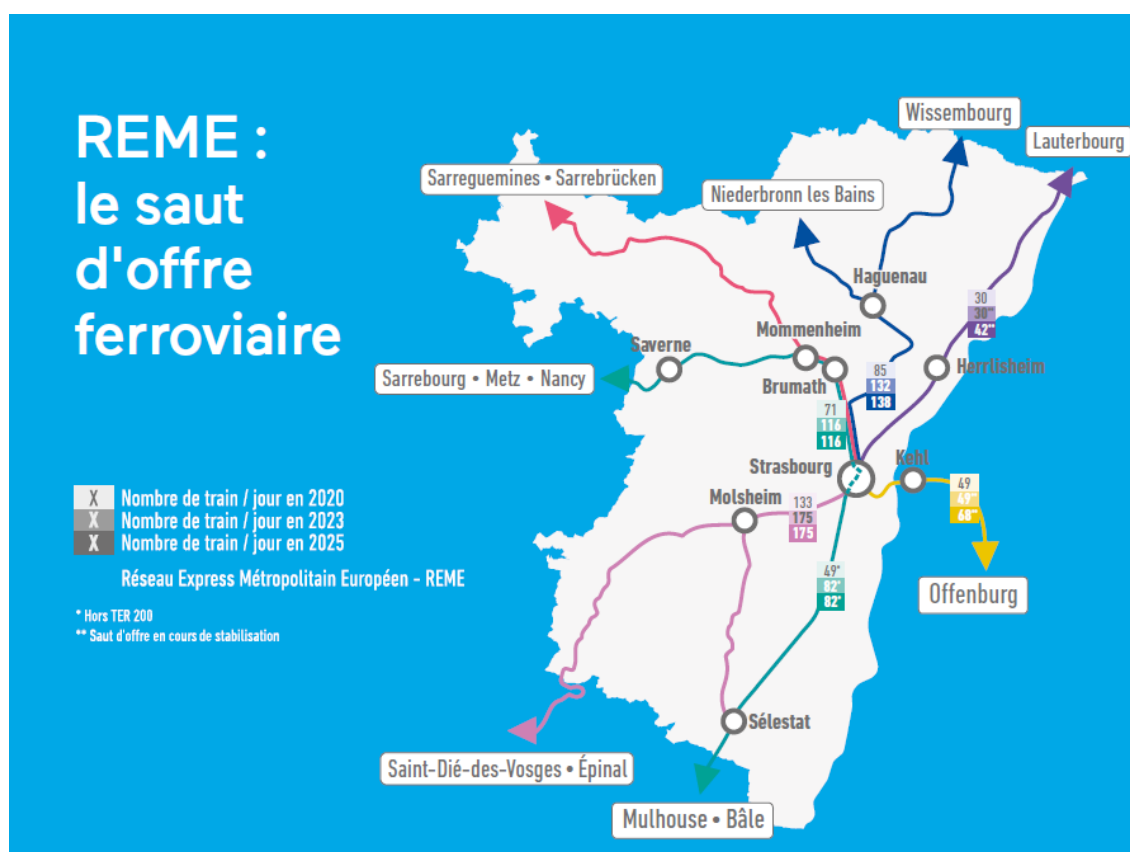 REME :
le saut
d'offre
ferroviaire
X Nombre de train / jour en 2020
X Nombre de train / jour en 2023
X Nombre de train / jour en 2025
Réseau Express Métropolitain Européen - REME
* Hors TER 200
** Saut d'offre en cours de stabilisation
Wissembourg
Lauterbourg
Sarreguemines • Sarrebrücken
Niederbronn les Bains
Haguenau
30
30**
42**
Mommenheim
Saverne
Herrlisheim
Sarrebourg • Metz • Nancy
Brumath
85
132
138
71
116
116
Strasbourg
Kehl
49
49**
68**
Molsheim
133
175
175
49*
82*
82*
Offenburg
Sélestat
Saint-Dié-des-Vosges • Épinal
Mulhouse • Bâle